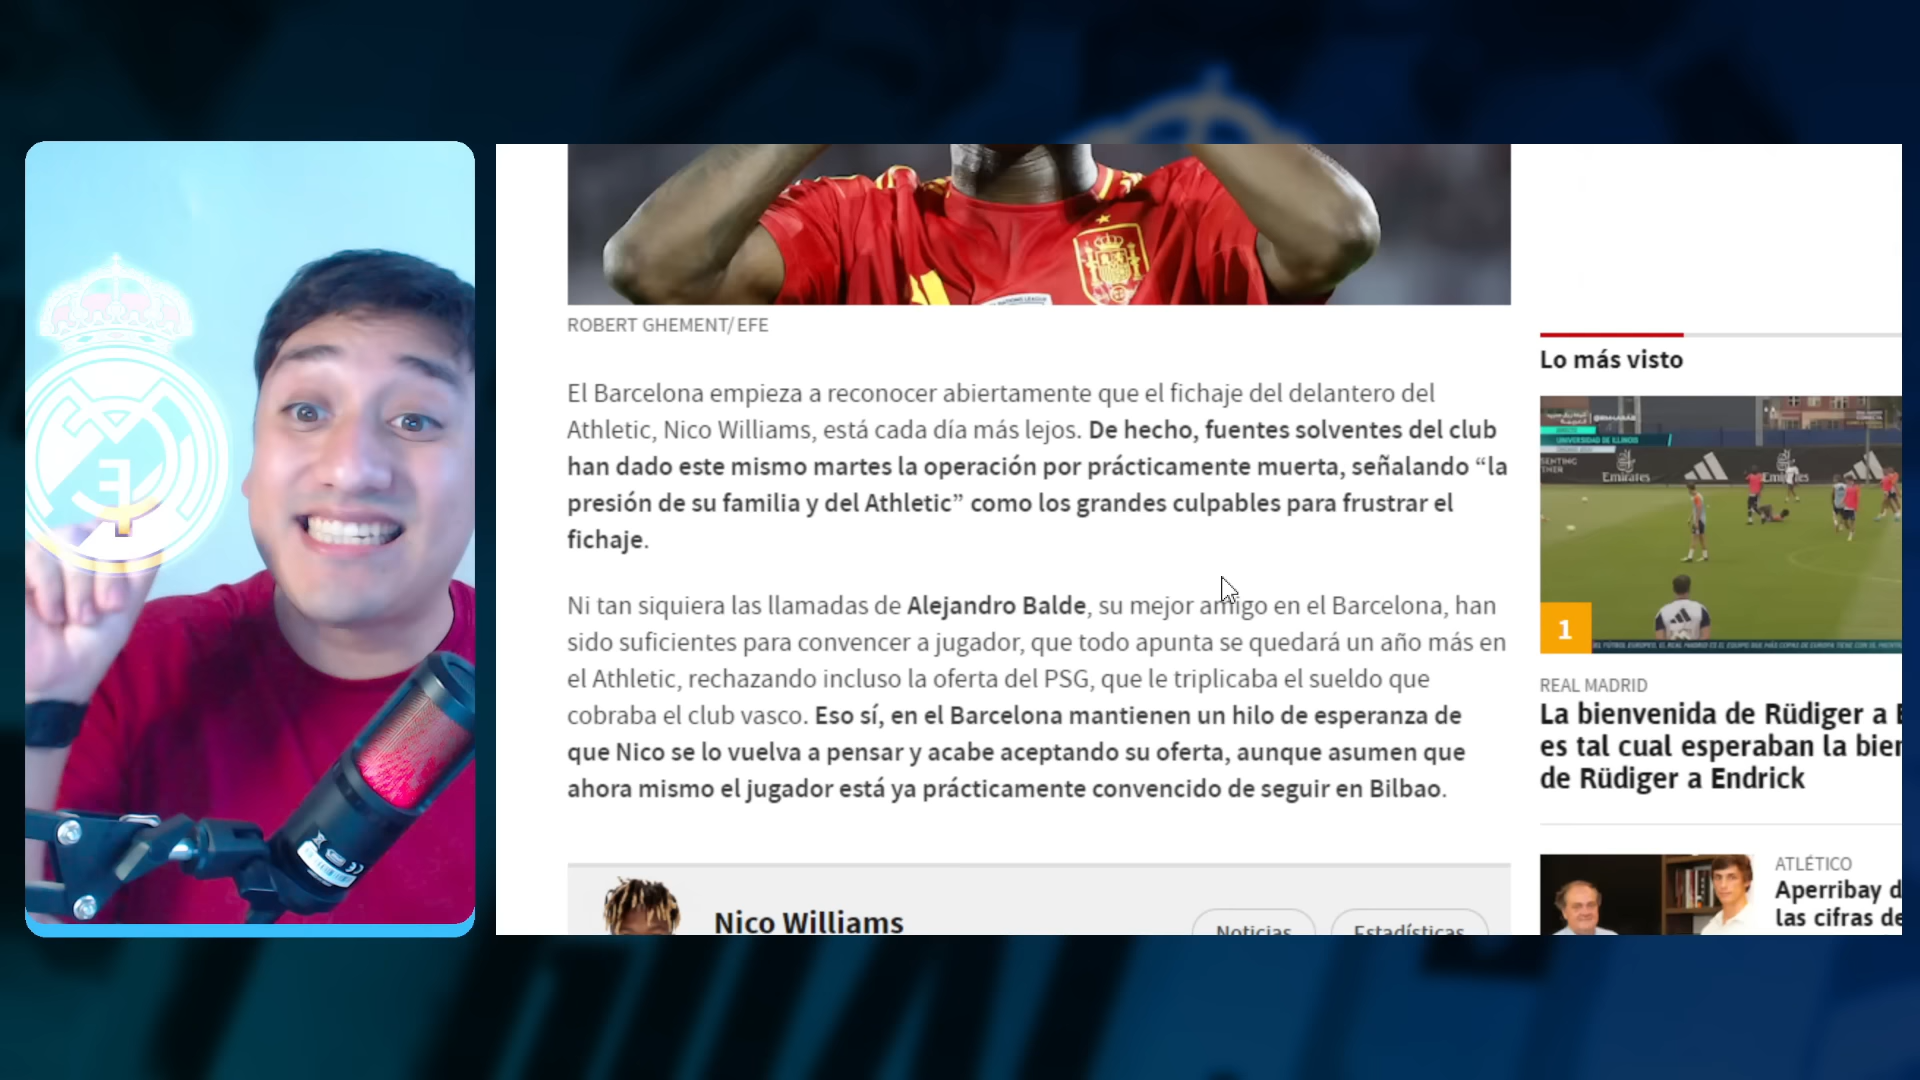 ROBERT GHEMENT/ EFE
El Barcelona empieza a reconocer abiertamente que el fichaje del delantero del
Athletic, Nico Williams, está cada día más lejos. De hecho, fuentes solventes del club
han dado este mismo martes la operación por prácticamente muerta, señalando “la
presión de su familia y del Athletic” como los grandes culpables para frustrar el
fichaje.
Ni tan siquiera las llamadas de Alejandro Balde, su mejor amigo en el Barcelona, han
sido suficientes para convencer a jugador, que todo apunta se quedará un año más en
el Athletic, rechazando incluso la oferta del PSG, que le triplicaba el sueldo que
cobraba el club vasco. Eso sí, en el Barcelona mantienen un hilo de esperanza de
que Nico se lo vuelva a pensar y acabe aceptando su oferta, aunque asumen que
ahora mismo el jugador está ya prácticamente convencido de seguir en Bilbao.
Nico Williams
Noticias
Estadísticas
Lo más visto
UNIVERSIDAD DE ILLINOIS
Emirates
Emirates
1
REAL MADRID
La bienvenida de Rüdiger a
es tal cual esperaban la bien
de Rüdiger a Endrick
ATLÉTICO
Aperribay d
las cifras de